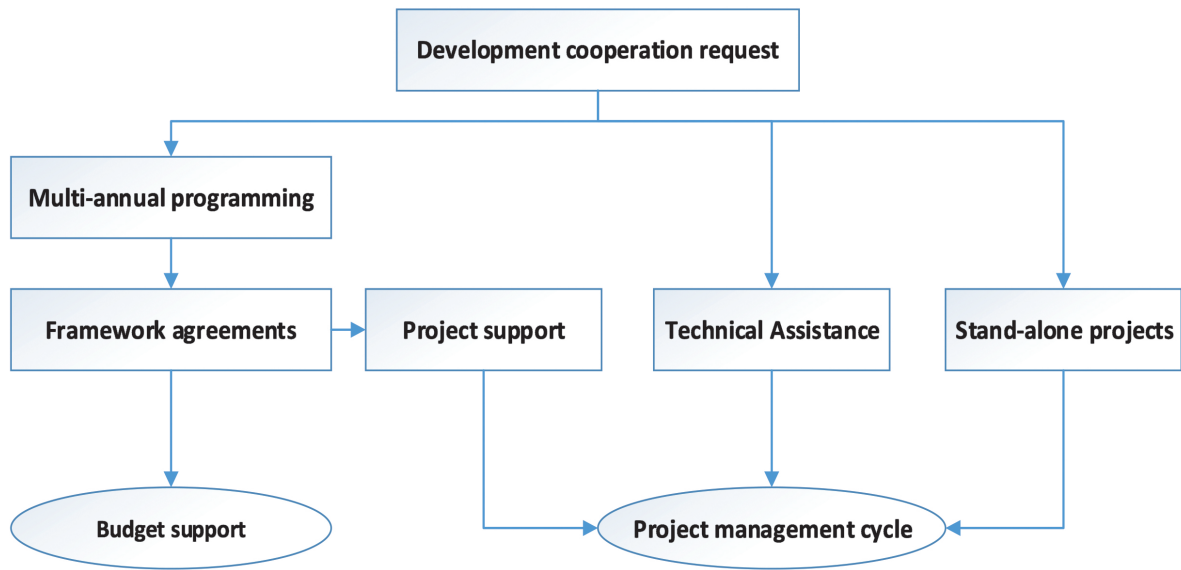 Development cooperation request
Multi-annual programming
Framework agreements
Project support
Technical Assistance
Stand-alone projects
Budget support
Project management cycle